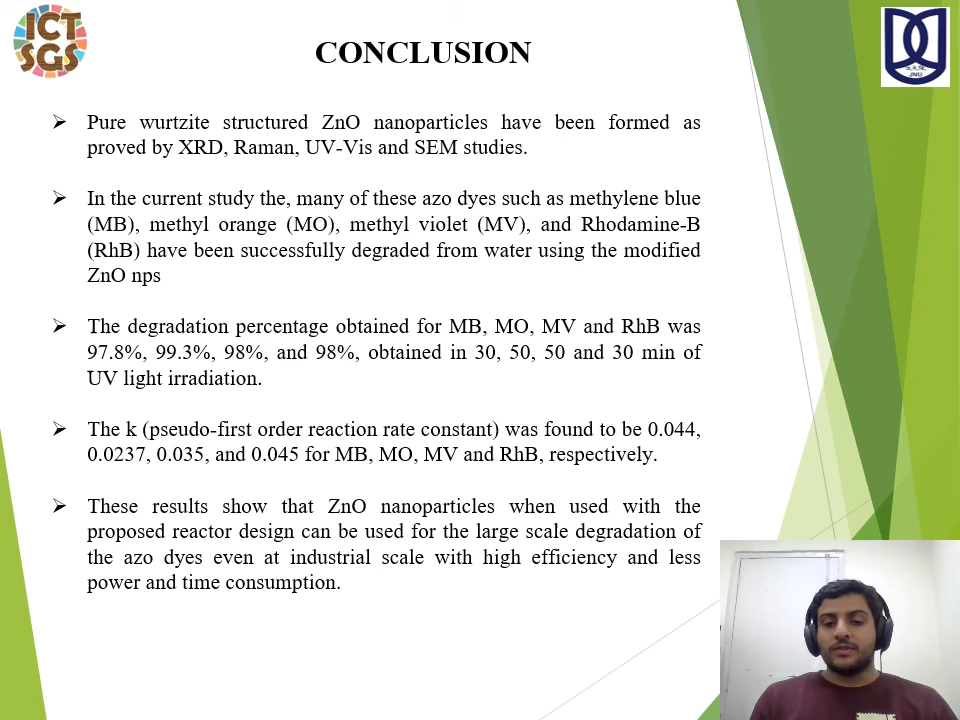 ICT
SGS
CONCLUSION
JNU
➢ Pure wurtzite structured ZnO nanoparticles have been formed as
proved by XRD, Raman, UV-Vis and SEM studies.
➢ In the current study the, many of these azo dyes such as methylene blue
(MB), methyl orange (MO), methyl violet (MV), and Rhodamine-B
(RhB) have been successfully degraded from water using the modified
ZnO nps
➢ The degradation percentage obtained for MB, MO, MV and RhB was
97.8%, 99.3%, 98%, and 98%, obtained in 30, 50, 50 and 30 min of
UV light irradiation.
➢ The k (pseudo-first order reaction rate constant) was found to be 0.044,
0.0237, 0.035, and 0.045 for MB, MO, MV and RhB, respectively.
➢ These results show that ZnO nanoparticles when used with the
proposed reactor design can be used for the large scale degradation of
the azo dyes even at industrial scale with high efficiency and less
power and time consumption.